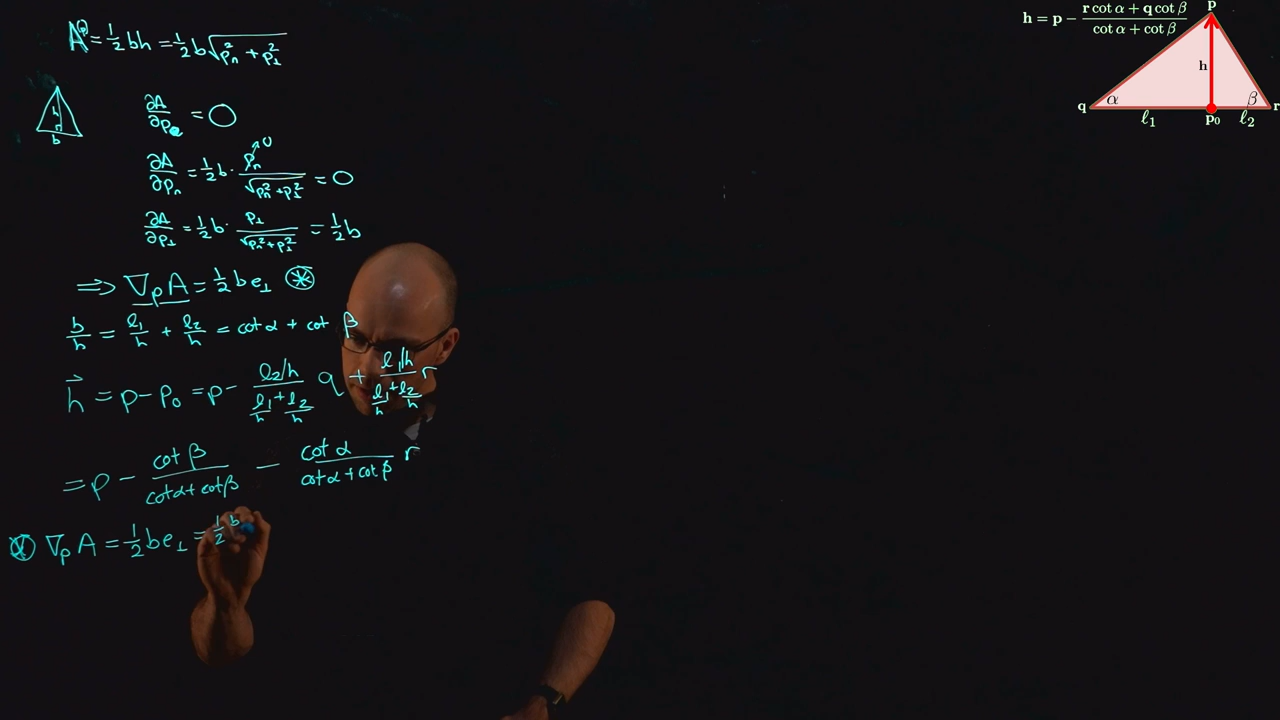 A(p) = 1/2 bh = 1/2 b√(pₙ² + p⊥²)
h
b
∂A/∂pₑ = 0
∂A/∂pₙ = 1/2 b · pₙ↗0/√(pₙ² + p⊥²) = 0
∂A/∂p⊥ = 1/2 b · p⊥/√(pₙ² + p⊥²) = 1/2 b
⇒ ∇ₚA = 1/2 b e⊥ ⊛
b/h = ℓ₁/h + ℓ₂/h = cot α + cot β
h⃗ = p − p₀ = p − (ℓ₂/h)/(ℓ₁/h + ℓ₂/h) q + (ℓ₁/h)/(ℓ₁/h + ℓ₂/h) r
= p − cot β/(cot α + cot β) − cot α/(cot α + cot β) r
⊛ ∇ₚA = 1/2 b e⊥ = 1/2 b
h = p − (r cot α + q cot β)/(cot α + cot β)
p
h
q α β r
ℓ₁ p₀ ℓ₂